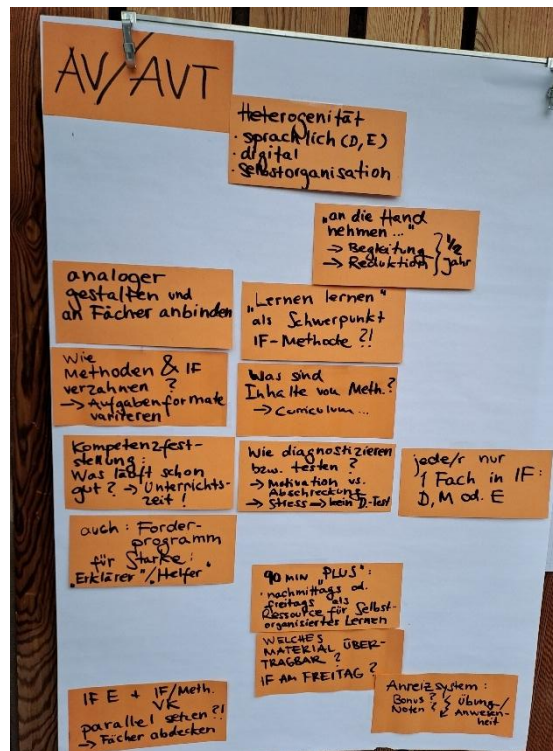 AV/AVT
Heterogenität
· sprachlich (D, E)
· digital
· selbstorganisation
„an die Hand
nehmen..."
→ Begleitung } 1/2
→ Reduktion } Jahr
analoger
gestalten und
an Fächer anbinden
„Lernen lernen"
als Schwerpunkt
IF-Methode ?!
Wie
Methoden & IF
verzahnen ?
→ Aufgabenformate
variieren
Was sind
Inhalte von Meth.?
→ Curriculum...
Kompetenzfest-
stellung:
Was läuft schon
gut? → Unterrichts-
zeit !
Wie diagnostizieren
bzw. testen ?
→ Motivation vs.
Abschreckung
→ Stress → kein D-Test
jede/r nur
1 Fach in IF:
D, M od. E
auch: Forder-
programm
für Starke:
„Erklärer"/„Helfer"
90 min „PLUS":
· nachmittags od.
freitags als
Ressource für Selbst-
organisiertes Lernen
WELCHES
MATERIAL ÜBER-
TRAGBAR ?
IF AM FREITAG ?
IF E + IF/Meth.
VK
parallel setzen ?!
→ Fächer abdecken
Anreizsystem:
Bonus ? } Übung/
Noten ? } Anwesen-
heit